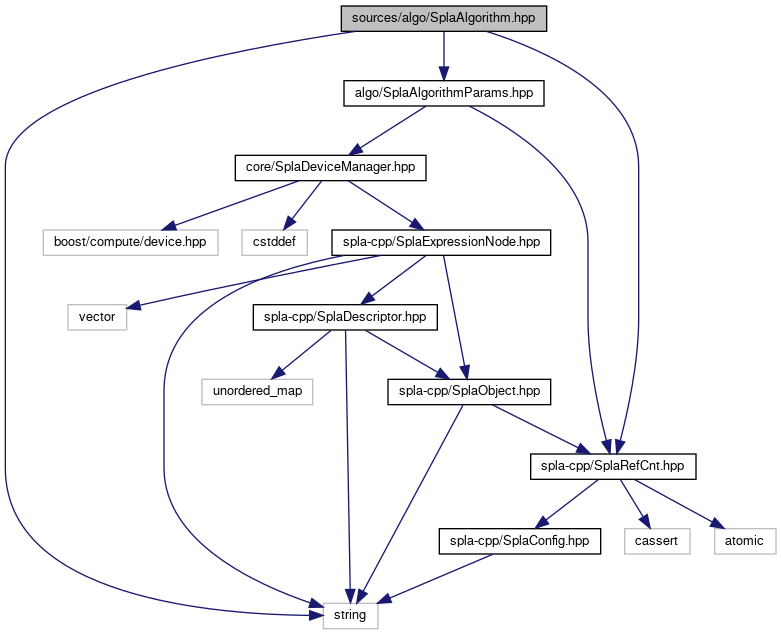 sources/algo/SplaAlgorithm.hpp
algo/SplaAlgorithmParams.hpp
core/SplaDeviceManager.hpp
boost/compute/device.hpp
cstddef
spla-cpp/SplaExpressionNode.hpp
vector
spla-cpp/SplaDescriptor.hpp
unordered_map
spla-cpp/SplaObject.hpp
spla-cpp/SplaRefCnt.hpp
spla-cpp/SplaConfig.hpp
cassert
atomic
string